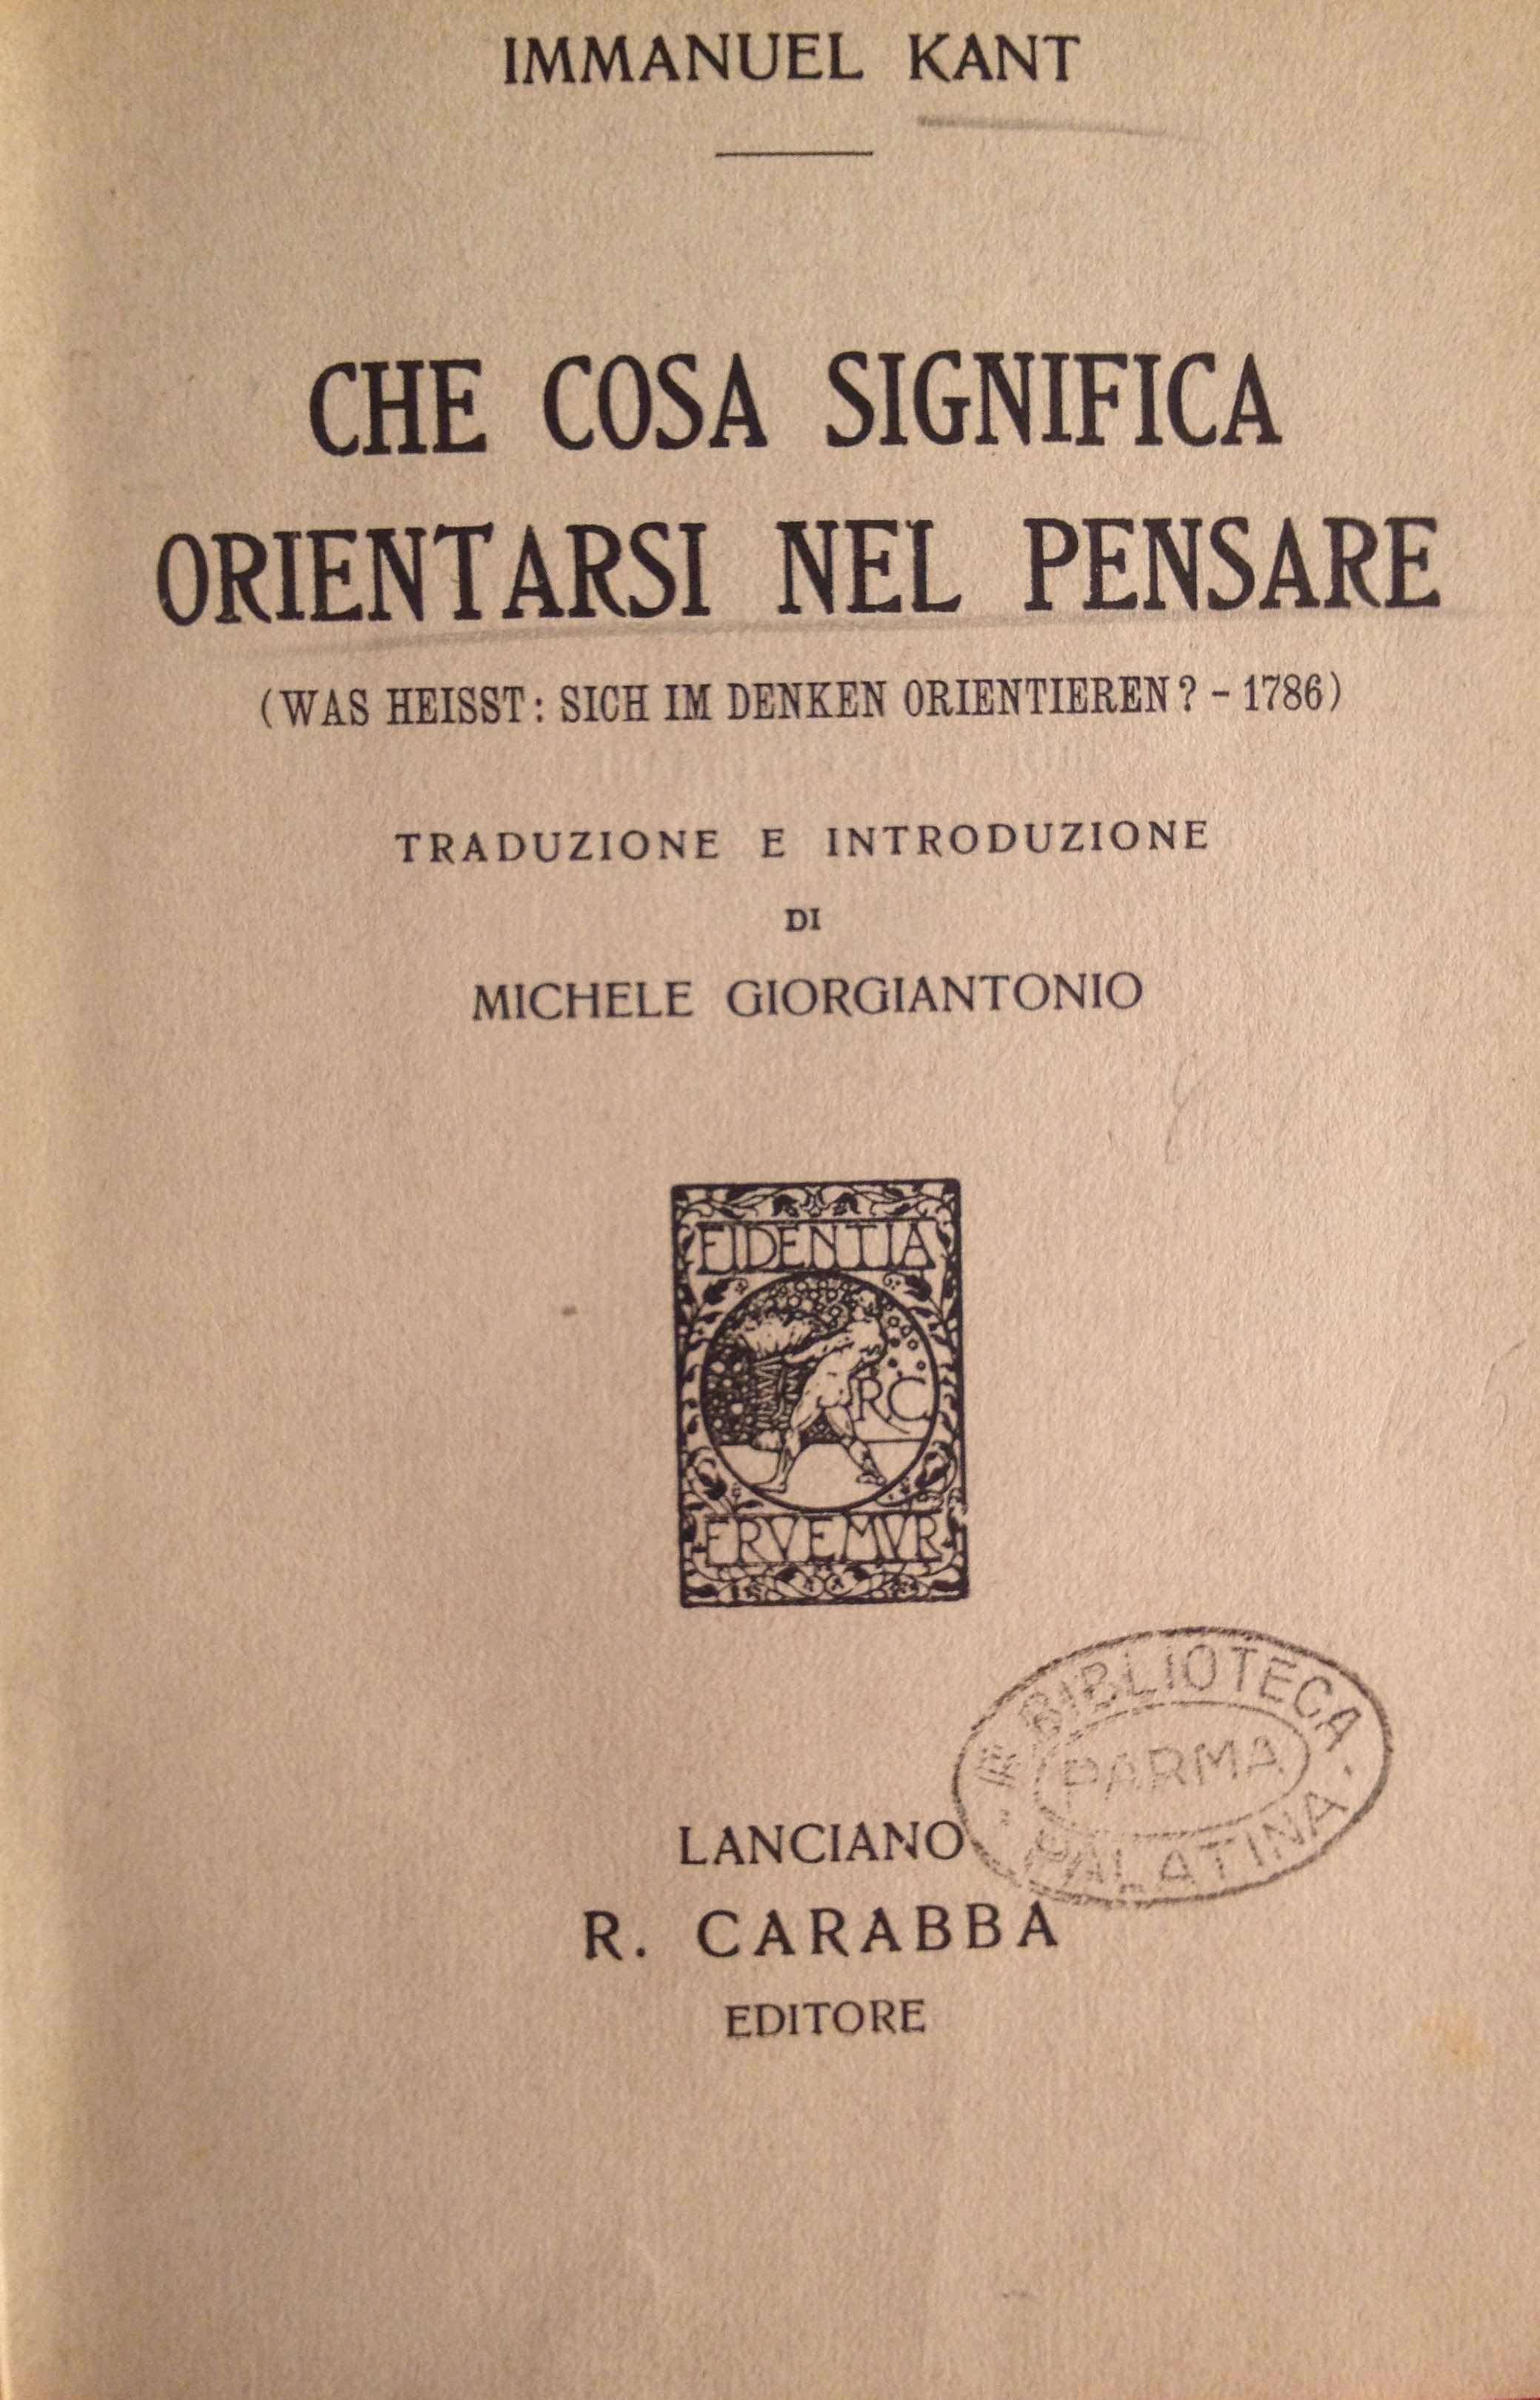 IMMANUEL KANT
CHE COSA SIGNIFICA
ORIENTARSI NEL PENSARE
(WAS HEISST: SICH IM DENKEN ORIENTIEREN? - 1786)
TRADUZIONE E INTRODUZIONE
DI
MICHELE GIORGIANTONIO
FIDENTIA
RC
ERVEMVR
BIBLIOTECA
PARMA
PALATINA
LANCIANO
R. CARABBA
EDITORE